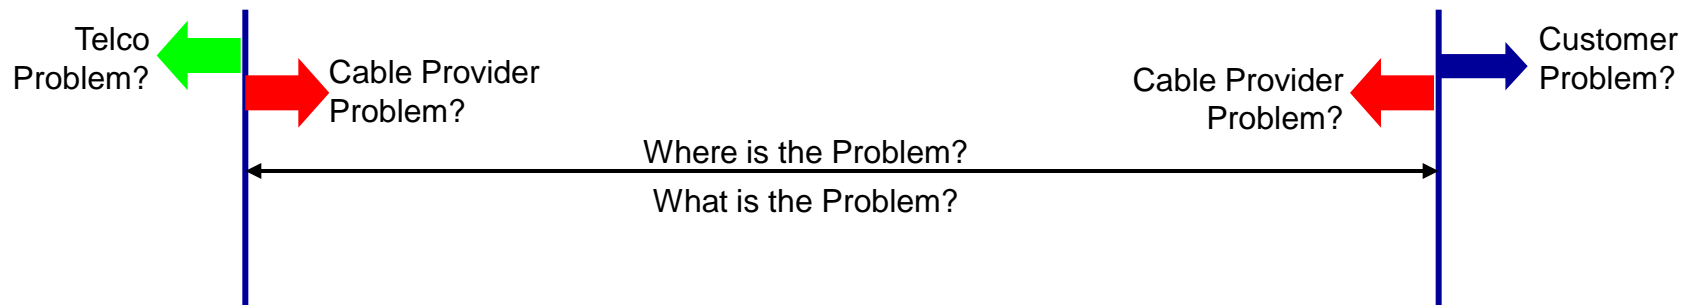 Telco
Problem?
Cable Provider
Problem?
Cable Provider
Problem?
Customer
Problem?
Where is the Problem?
What is the Problem?